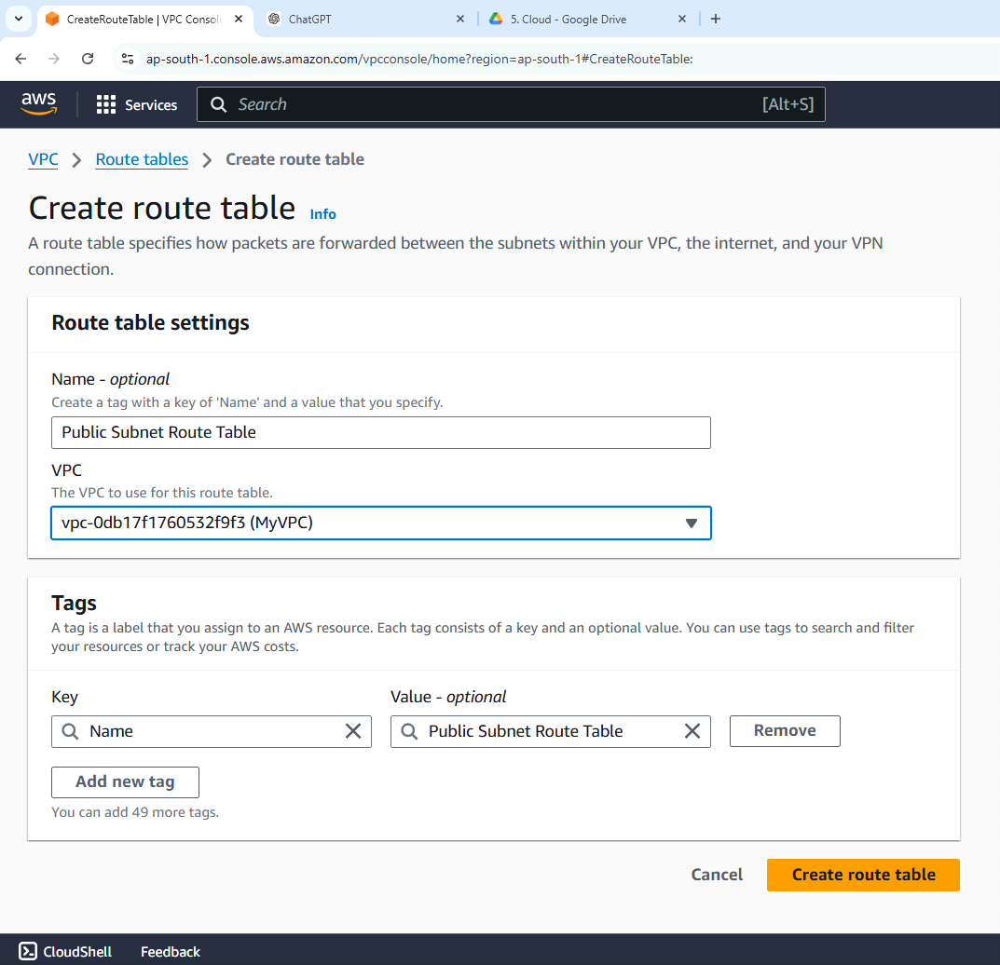 CreateRouteTable | VPC Consol
ChatGPT
5. Cloud - Google Drive
ap-south-1.console.aws.amazon.com/vpcconsole/home?region=ap-south-1#CreateRouteTable:
aws
Services
Search
[Alt+S]
VPC
Route tables
Create route table
Create route table
Info
A route table specifies how packets are forwarded between the subnets within your VPC, the internet, and your VPN
connection.
Route table settings
Name - optional
Create a tag with a key of 'Name' and a value that you specify.
Public Subnet Route Table
VPC
The VPC to use for this route table.
vpc-0db17f1760532f9f3 (MyVPC)
Tags
A tag is a label that you assign to an AWS resource. Each tag consists of a key and an optional value. You can use tags to search and filter
your resources or track your AWS costs.
Key
Value - optional
Name
Public Subnet Route Table
Remove
Add new tag
You can add 49 more tags.
Cancel
Create route table
CloudShell
Feedback